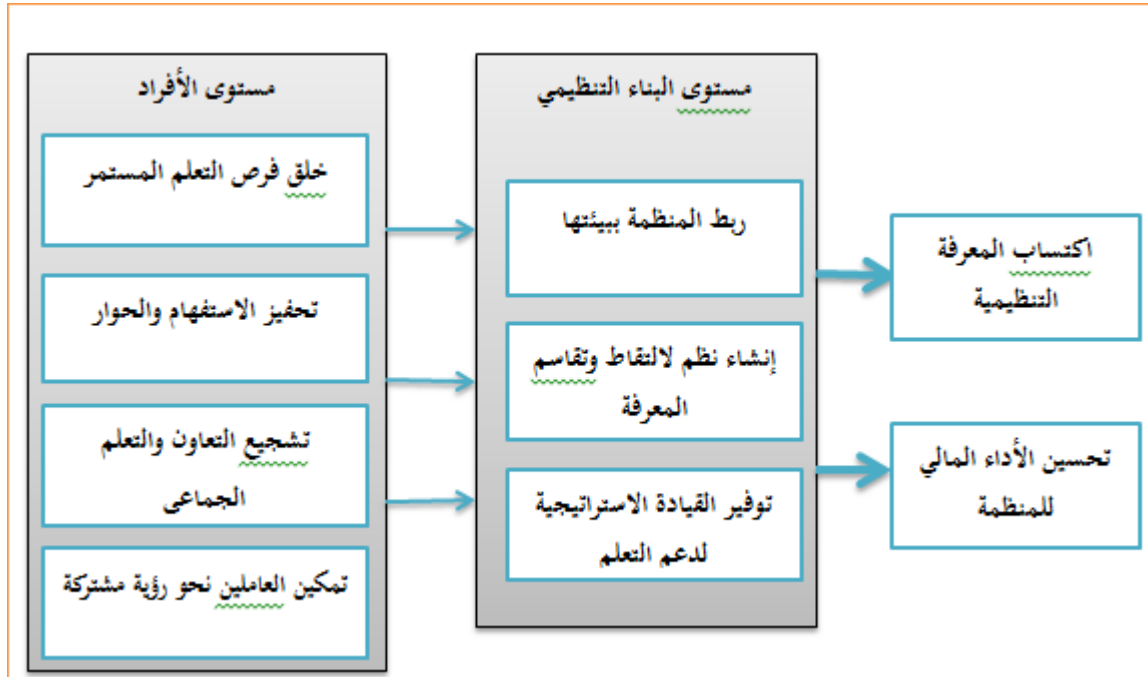 مستوى الأفراد
خلق فرص التعلم المستمر
تحفيز الاستفهام والحوار
تشجيع التعاون والتعلم
الجماعى
تمكين العاملين نحو رؤية مشتركة
مستوى البناء التنظيمي
ربط المنظمة ببيئتها
إنشاء نظم لالتقاط وتقاسم
المعرفة
توفير القيادة الاستراتيجية
لدعم التعلم
اكتساب المعرفة
التنظيمية
تحسين الأداء المالي
للمنظمة